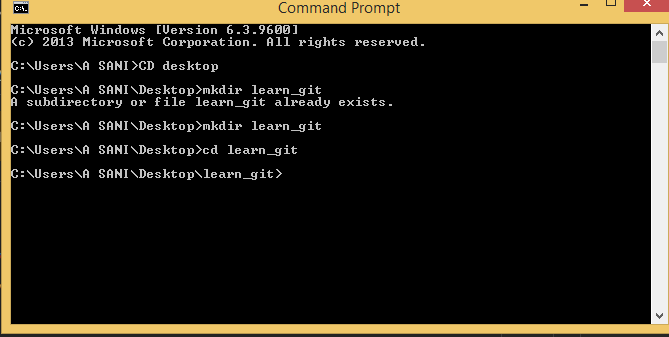 Command Prompt
Microsoft Windows [Version 6.3.9600]
(c) 2013 Microsoft Corporation. All rights reserved.
C:\Users\A SANI>CD desktop
C:\Users\A SANI\Desktop>mkdir learn_git
A subdirectory or file learn_git already exists.
C:\Users\A SANI\Desktop>mkdir learn_git
C:\Users\A SANI\Desktop>cd learn_git
C:\Users\A SANI\Desktop\learn_git>